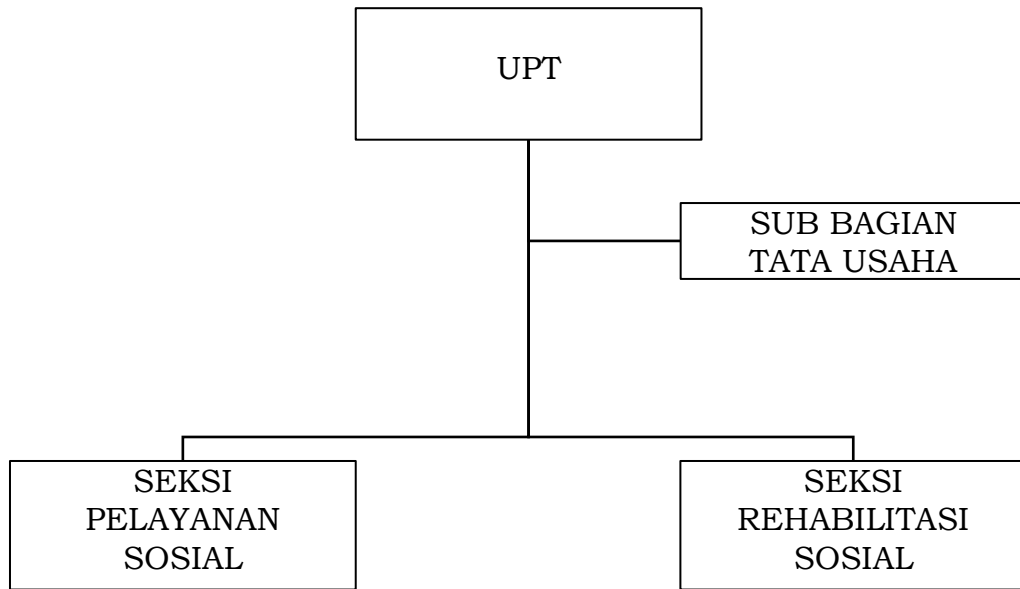 UPT
SUB BAGIAN
TATA USAHA
SEKSI
PELAYANAN
SOSIAL
SEKSI
REHABILITASI
SOSIAL